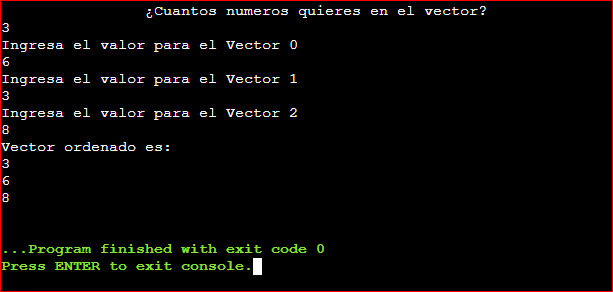 ¿Cuantos numeros quieres en el vector?
3
Ingresa el valor para el Vector 0
6
Ingresa el valor para el Vector 1
3
Ingresa el valor para el Vector 2
8
Vector ordenado es:
3
6
8
...Program finished with exit code 0
Press ENTER to exit console.